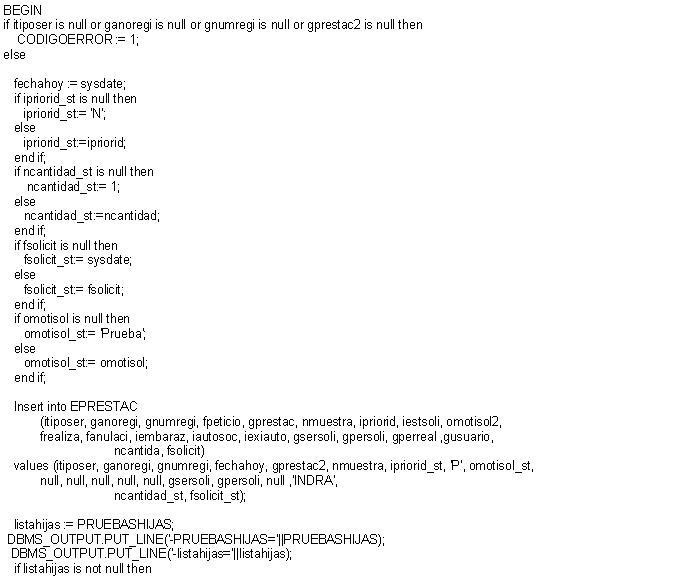 BEGIN
if itiposer is null or ganoregi is null or gnumregi is null or gprestac2 is null then
CODIGOERROR := 1;
else
fechahoy := sysdate;
if ipriorid_st is null then
ipriorid_st:= 'N';
else
ipriorid_st:=ipriorid;
end if;
if ncantidad_st is null then
ncantidad_st:= 1;
else
ncantidad_st:=ncantidad;
end if;
if fsolicit is null then
fsolicit_st:= sysdate;
else
fsolicit_st:= fsolicit;
end if;
if omotisol is null then
omotisol_st:= 'Prueba';
else
omotisol_st:= omotisol;
end if;
Insert into EPRESTAC
(itiposer, ganoregi, gnumregi, fpeticio, gprestac, nmuestra, ipriorid, iestsoli, omotisol2,
frealiza, fanulaci, iembaraz, iautosoc, iexiauto, gsersoli, gpersoli, gperreal ,gusuario,
ncantida, fsolicit)
values (itiposer, ganoregi, gnumregi, fechahoy, gprestac2, nmuestra, ipriorid_st, 'P', omotisol_st,
null, null, null, null, null, gsersoli, gpersoli, null ,'INDRA',
ncantidad_st, fsolicit_st);
listahijas := PRUEBASHIJAS;
DBMS_OUTPUT.PUT_LINE('-PRUEBASHIJAS='||PRUEBASHIJAS);
DBMS_OUTPUT.PUT_LINE('-listahijas='||listahijas);
if listahijas is not null then